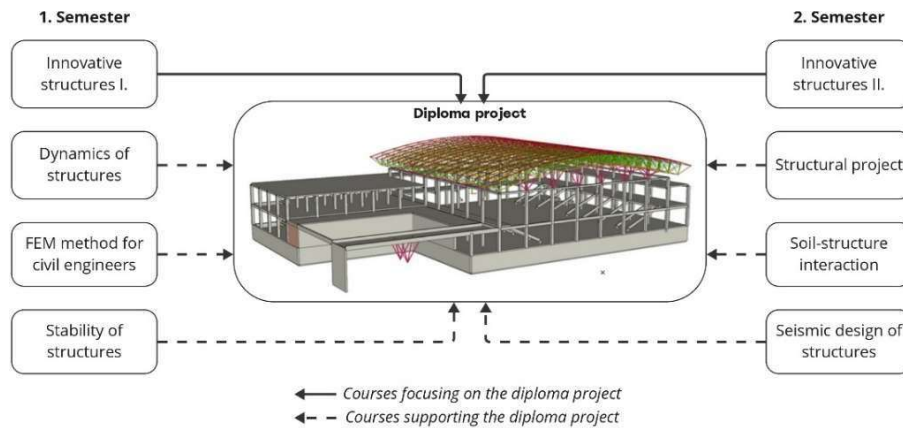 1. Semester
2. Semester
Innovative
structures I.
Innovative
structures II.
Diploma project
Dynamics of
structures
Structural project
FEM method for
civil engineers
Soil-structure
interaction
Stability of
structures
Seismic design of
structures
Courses focusing on the diploma project
Courses supporting the diploma project